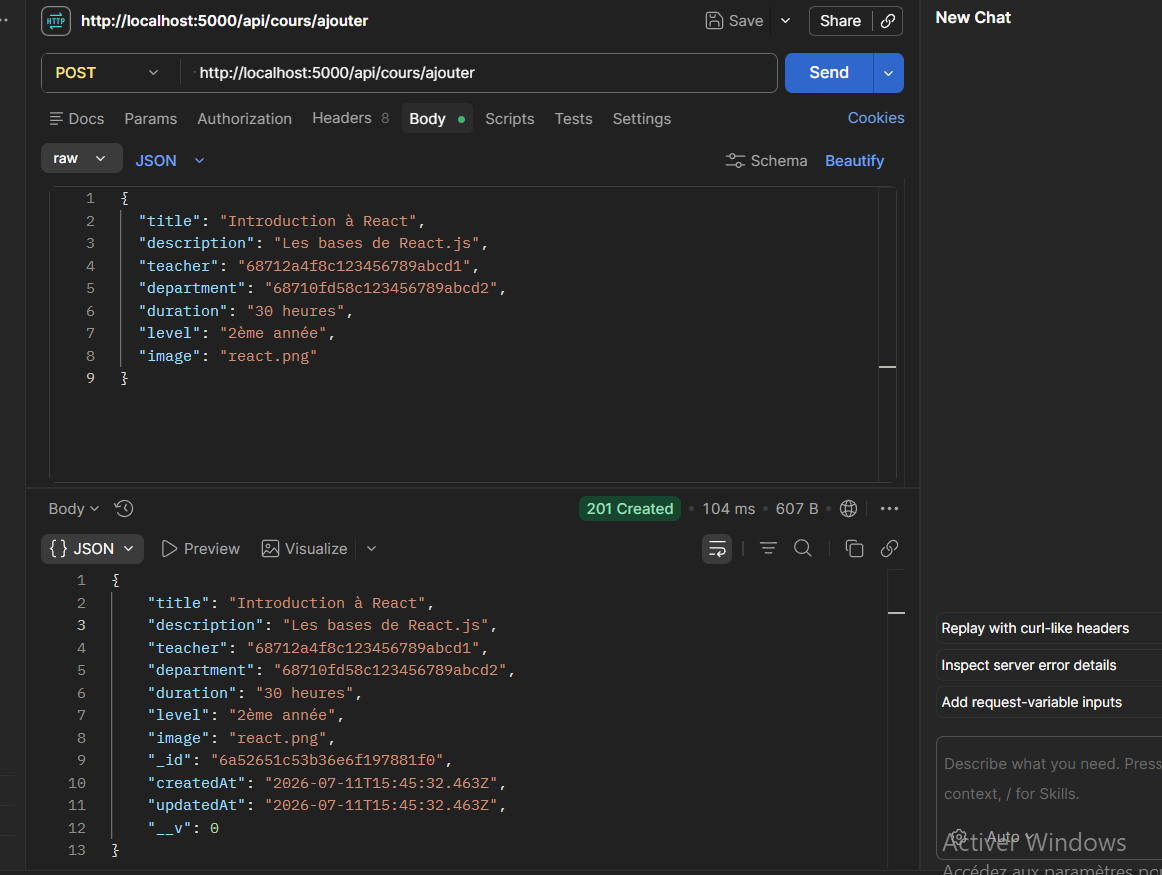 HTTP http://localhost:5000/api/cours/ajouter Save Share
New Chat
POST http://localhost:5000/api/cours/ajouter Send
Docs Params Authorization Headers 8 Body Scripts Tests Settings Cookies
raw JSON Schema Beautify
1 {
2 "title": "Introduction à React",
3 "description": "Les bases de React.js",
4 "teacher": "68712a4f8c123456789abcd1",
5 "department": "68710fd58c123456789abcd2",
6 "duration": "30 heures",
7 "level": "2ème année",
8 "image": "react.png"
9 }
Body 201 Created 104 ms 607 B
{} JSON Preview Visualize
1 {
2 "title": "Introduction à React",
3 "description": "Les bases de React.js",
4 "teacher": "68712a4f8c123456789abcd1",
5 "department": "68710fd58c123456789abcd2",
6 "duration": "30 heures",
7 "level": "2ème année",
8 "image": "react.png",
9 "_id": "6a52651c53b36e6f197881f0",
10 "createdAt": "2026-07-11T15:45:32.463Z",
11 "updatedAt": "2026-07-11T15:45:32.463Z",
12 "__v": 0
13 }
Replay with curl-like headers
Inspect server error details
Add request-variable inputs
Describe what you need. Press
context, / for Skills.
Auto
Activer Windows
Accédez aux paramètres